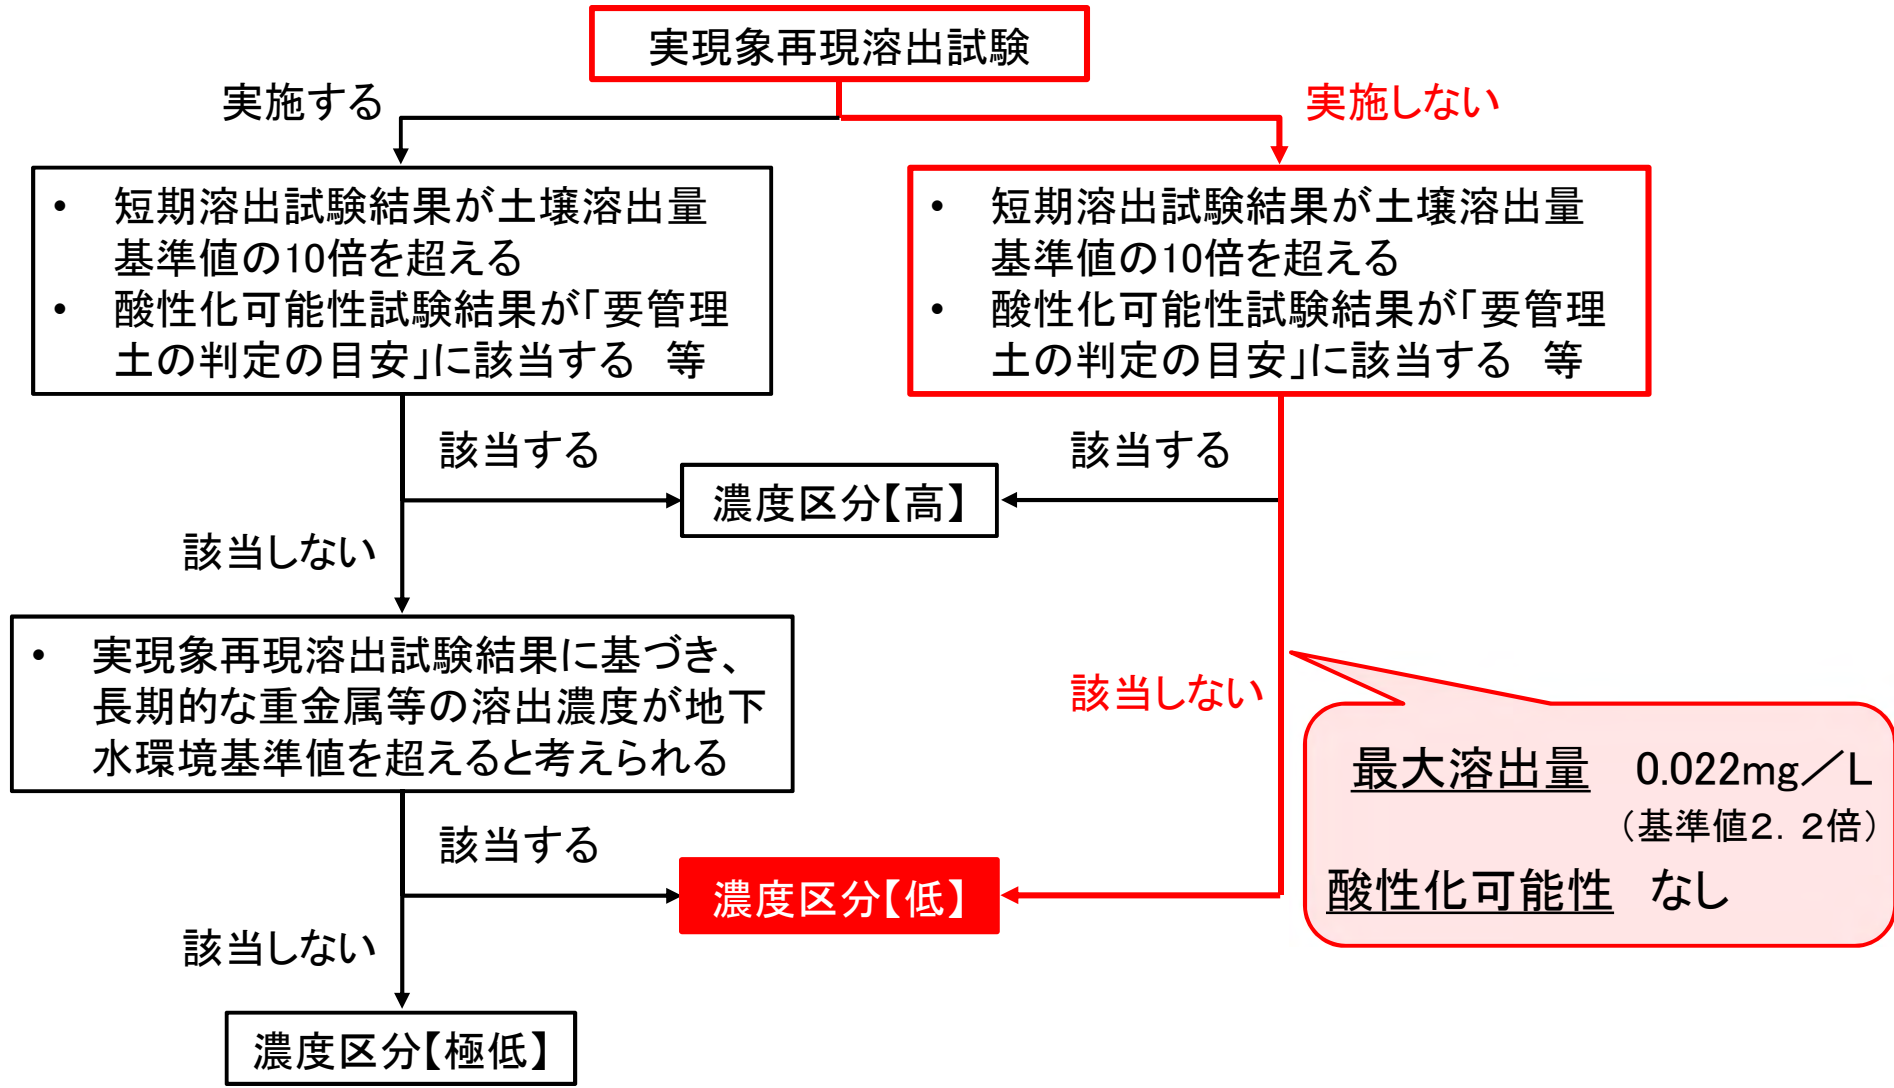 実現象再現溶出試験
実施する
実施しない
• 短期溶出試験結果が土壌溶出量
基準値の10倍を超える
• 酸性化可能性試験結果が「要管理
土の判定の目安」に該当する　等
• 短期溶出試験結果が土壌溶出量
基準値の10倍を超える
• 酸性化可能性試験結果が「要管理
土の判定の目安」に該当する　等
該当する
該当する
濃度区分【高】
該当しない
• 実現象再現溶出試験結果に基づき、
長期的な重金属等の溶出濃度が地下
水環境基準値を超えると考えられる
該当しない
最大溶出量　0.022mg／L
（基準値２．２倍）
酸性化可能性　なし
該当する
濃度区分【低】
該当しない
濃度区分【極低】